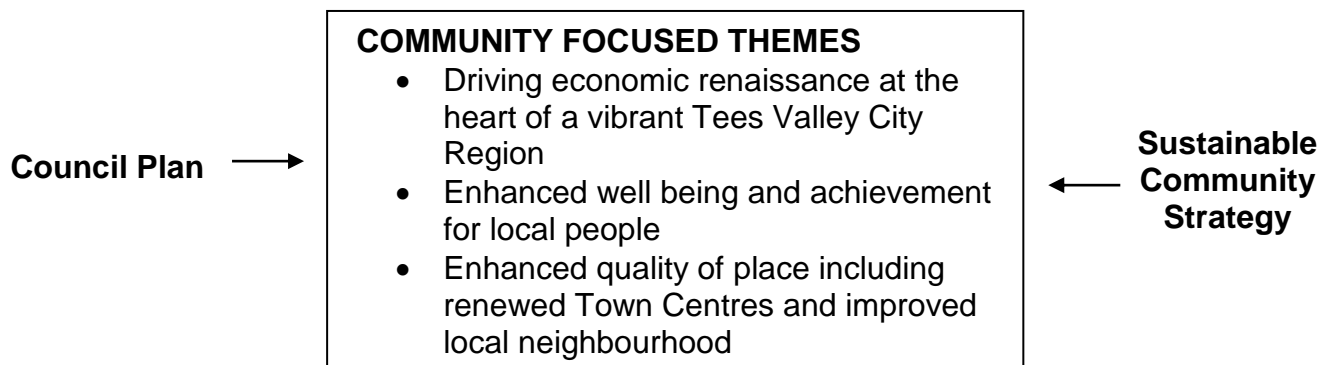 COMMUNITY FOCUSED THEMES
• Driving economic renaissance at the
heart of a vibrant Tees Valley City
Region
• Enhanced well being and achievement
for local people
• Enhanced quality of place including
renewed Town Centres and improved
local neighbourhood
Council Plan
Sustainable
Community
Strategy